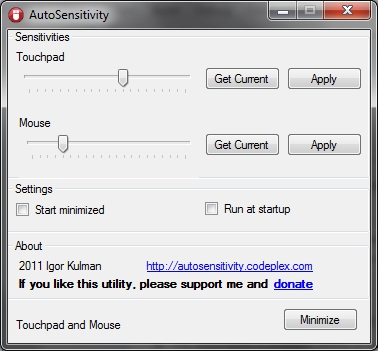 AutoSensitivity
Sensitivities
Touchpad
Get Current Apply
Mouse
Get Current Apply
Settings
Start minimized Run at startup
About
2011 Igor Kulman http://autosensitivity.codeplex.com
If you like this utility, please support me and donate
Touchpad and Mouse Minimize